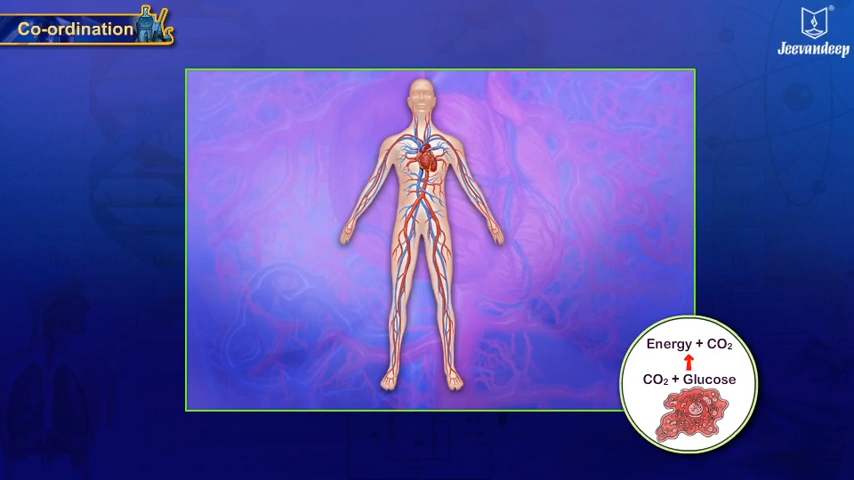 Co-ordination
Jeevandeep
®
Energy + CO₂
CO₂ + Glucose